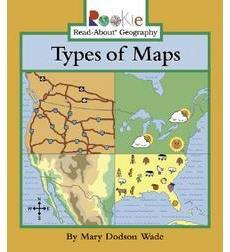 Rookie
Read-About® Geography
Types of Maps
By Mary Dodson Wade